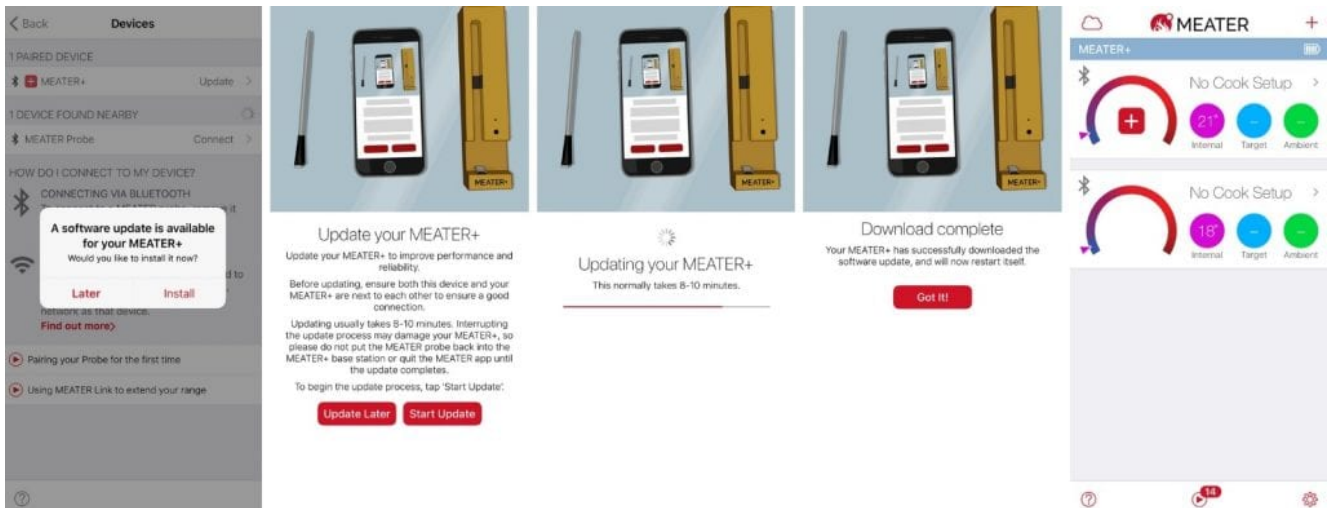 Back
Devices
1 PAIRED DEVICE
MEATER+
Update
1 DEVICE FOUND NEARBY
MEATER Probe
Connect
HOW DO I CONNECT TO MY DEVICE?
CONNECTING VIA BLUETOOTH
it
A software update is available
for your MEATER+
Would you like to install it now?
d to
Later
Install
network as that device.
Find out more>
Pairing your Probe for the first time
Using MEATER Link to extend your range
MEATER+
Update your MEATER+
Update your MEATER+ to improve performance and
reliability.
Before updating, ensure both this device and your
MEATER+ are next to each other to ensure a good
connection.
Updating usually takes 8-10 minutes. Interrupting
the update process may damage your MEATER+, so
please do not put the MEATER probe back into the
MEATER+ base station or quit the MEATER app until
the update completes.
To begin the update process, tap 'Start Update'.
Update Later
Start Update
MEATER+
Updating your MEATER+
This normally takes 8-10 minutes.
MEATER+
Download complete
Your MEATER+ has successfully downloaded the
software update, and will now restart itself.
Got It!
MEATER
MEATER+
No Cook Setup
21°
-
-
Internal
Target
Ambient
No Cook Setup
18°
-
-
Internal
Target
Ambient
14